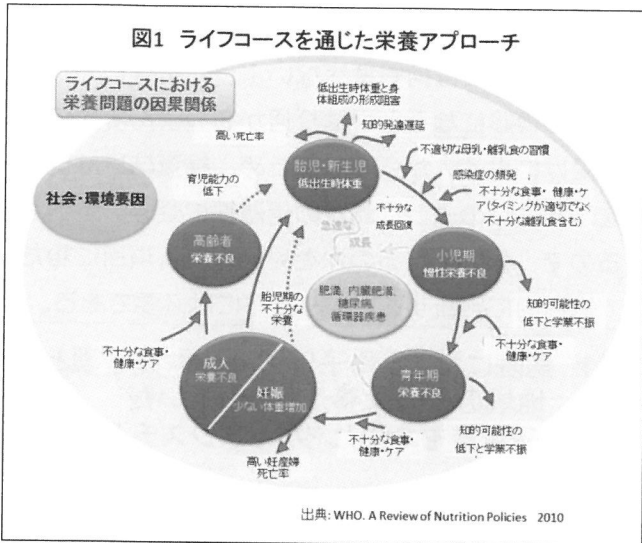 図1 ライフコースを通じた栄養アプローチ
ライフコースにおける
栄養問題の因果関係
社会・環境要因
低出生時体重と身
体組成の形成阻害
高い死亡率
知的発達遅延
胎児・新生児
低出生時体重
不適切な母乳・離乳食の習慣
感染症の頻発
不十分な食事・ 健康・ケ
ア(タイミングが適切でなく
不十分な離乳食含む)
育児能力の
低下
不十分な
成長回復
急速な
成長
高齢者
栄養不良
小児期
慢性栄養不良
肥満、内臓肥満、
糖尿病、
循環器疾患
胎児期の
不十分な
栄養
知的可能性の
低下と学業不振
不十分な食事・
健康・ケア
不十分な食事・
健康・ケア
成人
栄養不良
妊娠
少ない体重増加
青年期
栄養不良
知的可能性の
低下と学業不振
不十分な食事・
健康・ケア
高い妊産婦
死亡率
出典: WHO. A Review of Nutrition Policies 2010